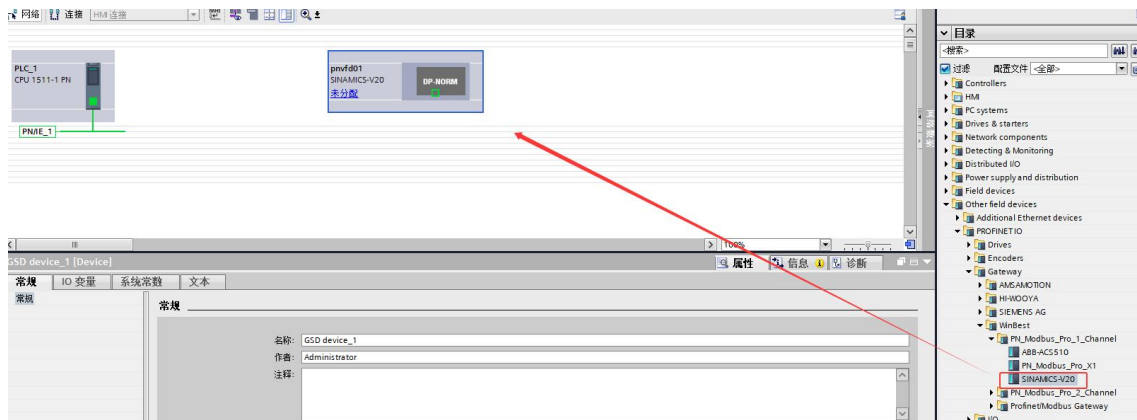 网络 连接 HMI 连接
PLC_1
CPU 1511-1 PN
PN/IE_1
pnvfd01
SINAMICS-V20
未分配
DP-NORM
100%
GSD device_1 [Device]
属性 信息 诊断
常规 IO 变量 系统常数 文本
常规
常规
名称: GSD device_1
作者: Administrator
注释:
目录
<搜索>
过滤 配置文件 <全部>
Controllers
HMI
PC systems
Drives & starters
Network components
Detecting & Monitoring
Distributed I/O
Power supply and distribution
Field devices
Other field devices
Additional Ethernet devices
PROFINET IO
Drives
Encoders
Gateway
AMSAMOTION
HI-WOOYA
SIEMENS AG
WinBest
PN_Modbus_Pro_1_Channel
ABB-ACS510
PN_Modbus_Pro_X1
SINAMICS-V20
PN_Modbus_Pro_2_Channel
Profinet/Modbus Gateway
I/O